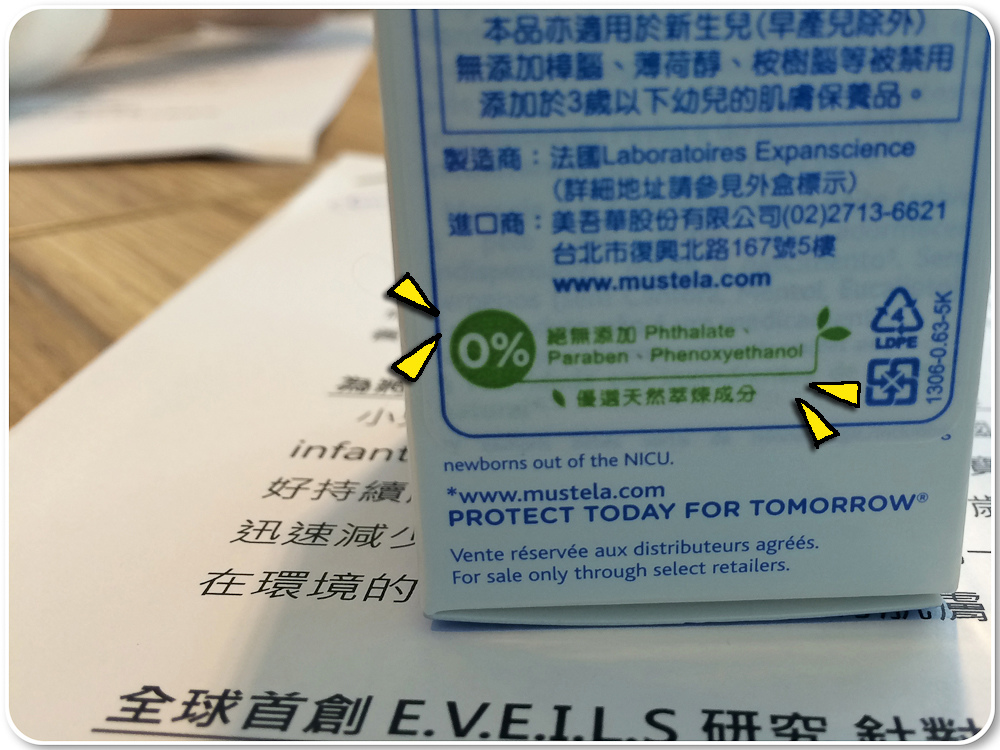 本品亦適用於新生兒(早產兒除外)
無添加樟腦、薄荷醇、桉樹腦等被禁用
添加於3歲以下幼兒的肌膚保養品。
製造商：法國Laboratoires Expanscience
(詳細地址請參見外盒標示)
進口商：美吾華股份有限公司(02)2713-6621
台北市復興北路167號5樓
www.mustela.com
0%
絕無添加 Phthalate、
Paraben、Phenoxyethanol
優選天然萃煉成分
4
LDPE
1306-0.63-5K
newborns out of the NICU.
*www.mustela.com
PROTECT TODAY FOR TOMORROW®
Vente réservée aux distributeurs agréés.
For sale only through select retailers.
小
infant
好持續
迅速減少
在環境的
全球首創 E.V.E.I.L.S 研究 針對